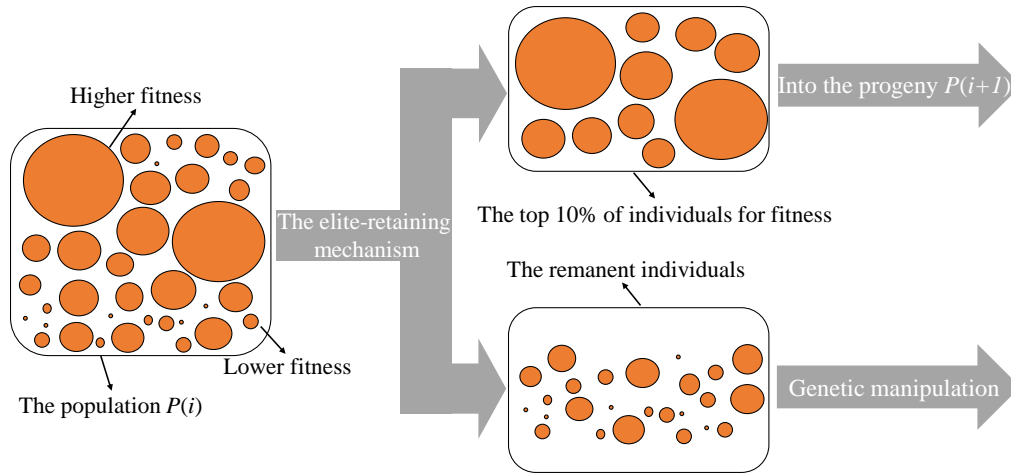 Higher fitness
The population P(i)
Lower fitness
The elite-retaining
mechanism
The top 10% of individuals for fitness
Into the progeny P(i+1)
The remanent individuals
Genetic manipulation